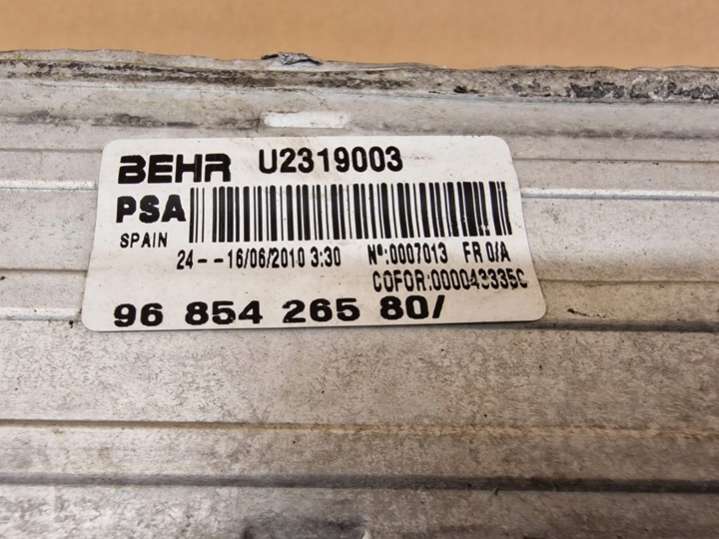 BEHR U2319003
PSA
SPAIN 24--16/06/2010 3:30 Nº:0007013 FR 0/A
COFOR:000043335C
96 854 265 80/